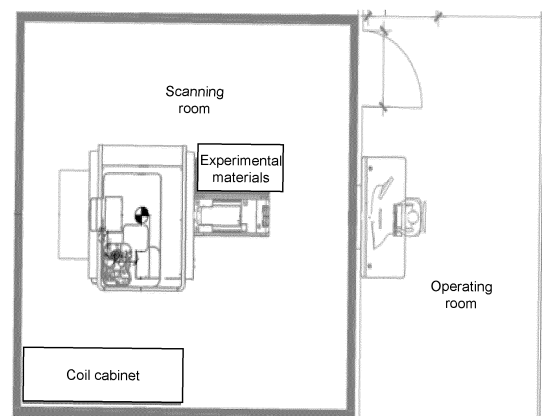 Scanning
room
Experimental
materials
Operating
room
Coil cabinet